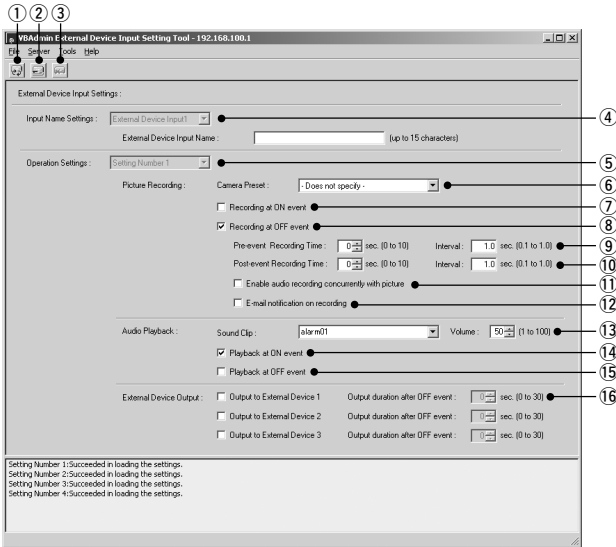 ① ② ③
VBAdmin External Device Input Setting Tool - 192.168.100.1
File Server Tools Help
External Device Input Settings :
Input Name Settings : External Device Input1 ④
External Device Input Name : (up to 15 characters)
Operation Settings : Setting Number 1 ⑤
Picture Recording : Camera Preset : - Does not specify - ⑥
Recording at ON event ⑦
Recording at OFF event ⑧
Pre-event Recording Time : 0 sec. (0 to 10) Interval : 1.0 sec. (0.1 to 1.0) ⑨
Post-event Recording Time : 0 sec. (0 to 10) Interval : 1.0 sec. (0.1 to 1.0) ⑩
Enable audio recording concurrently with picture ⑪
E-mail notification on recording ⑫
Audio Playback : Sound Clip : alarm01 Volume : 50 (1 to 100) ⑬
Playback at ON event ⑭
Playback at OFF event ⑮
External Device Output : Output to External Device 1 Output duration after OFF event : 0 sec. (0 to 30) ⑯
Output to External Device 2 Output duration after OFF event : 0 sec. (0 to 30)
Output to External Device 3 Output duration after OFF event : 0 sec. (0 to 30)
Setting Number 1:Succeeded in loading the settings.
Setting Number 2:Succeeded in loading the settings.
Setting Number 3:Succeeded in loading the settings.
Setting Number 4:Succeeded in loading the settings.